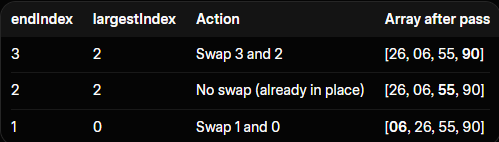 endIndex largestIndex Action Array after pass
3 2 Swap 3 and 2 [26, 06, 55, 90]
2 2 No swap (already in place) [26, 06, 55, 90]
1 0 Swap 1 and 0 [06, 26, 55, 90]